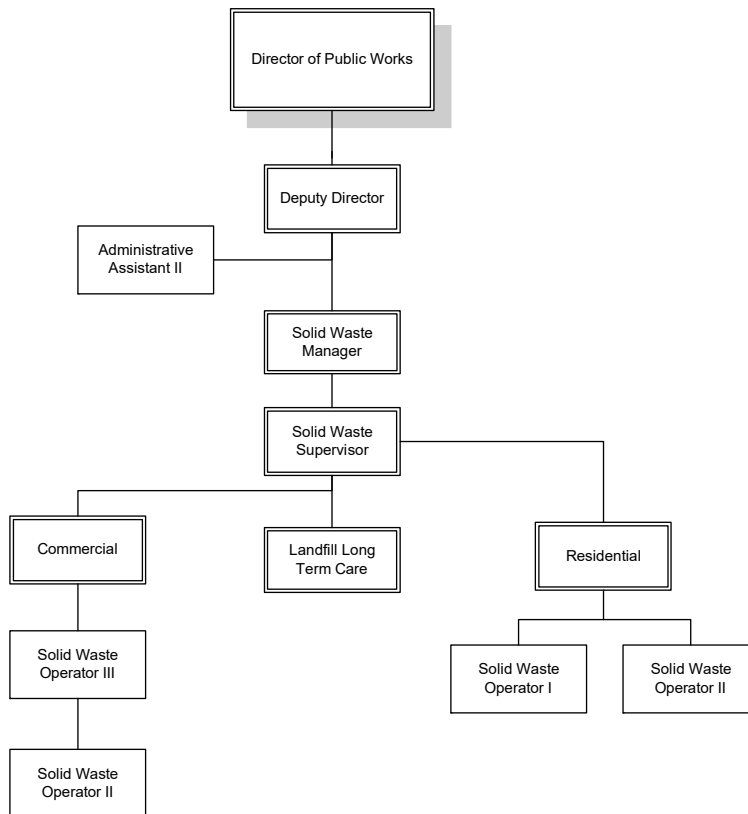 Director of Public Works
Deputy Director
Administrative
Assistant II
Solid Waste
Manager
Solid Waste
Supervisor
Commercial
Landfill Long
Term Care
Residential
Solid Waste
Operator III
Solid Waste
Operator I
Solid Waste
Operator II
Solid Waste
Operator II